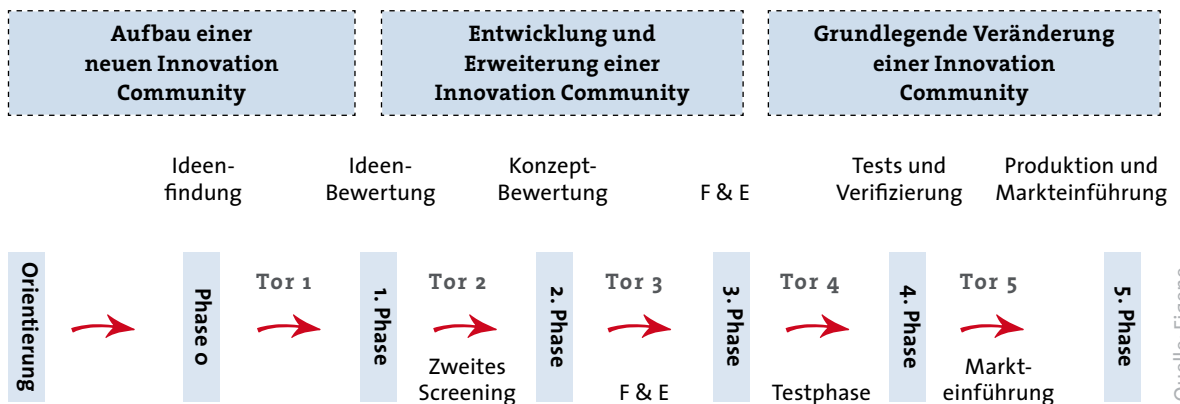 Aufbau einer
neuen Innovation
Community
Entwicklung und
Erweiterung einer
Innovation Community
Grundlegende Veränderung
einer Innovation
Community
Ideen-
findung
Ideen-
Bewertung
Konzept-
Bewertung
F & E
Tests und
Verifizierung
Produktion und
Markteinführung
Orientierung
Phase 0
Tor 1
1. Phase
Tor 2
Zweites
Screening
2. Phase
Tor 3
F & E
3. Phase
Tor 4
Testphase
4. Phase
Tor 5
Markt-
einführung
5. Phase